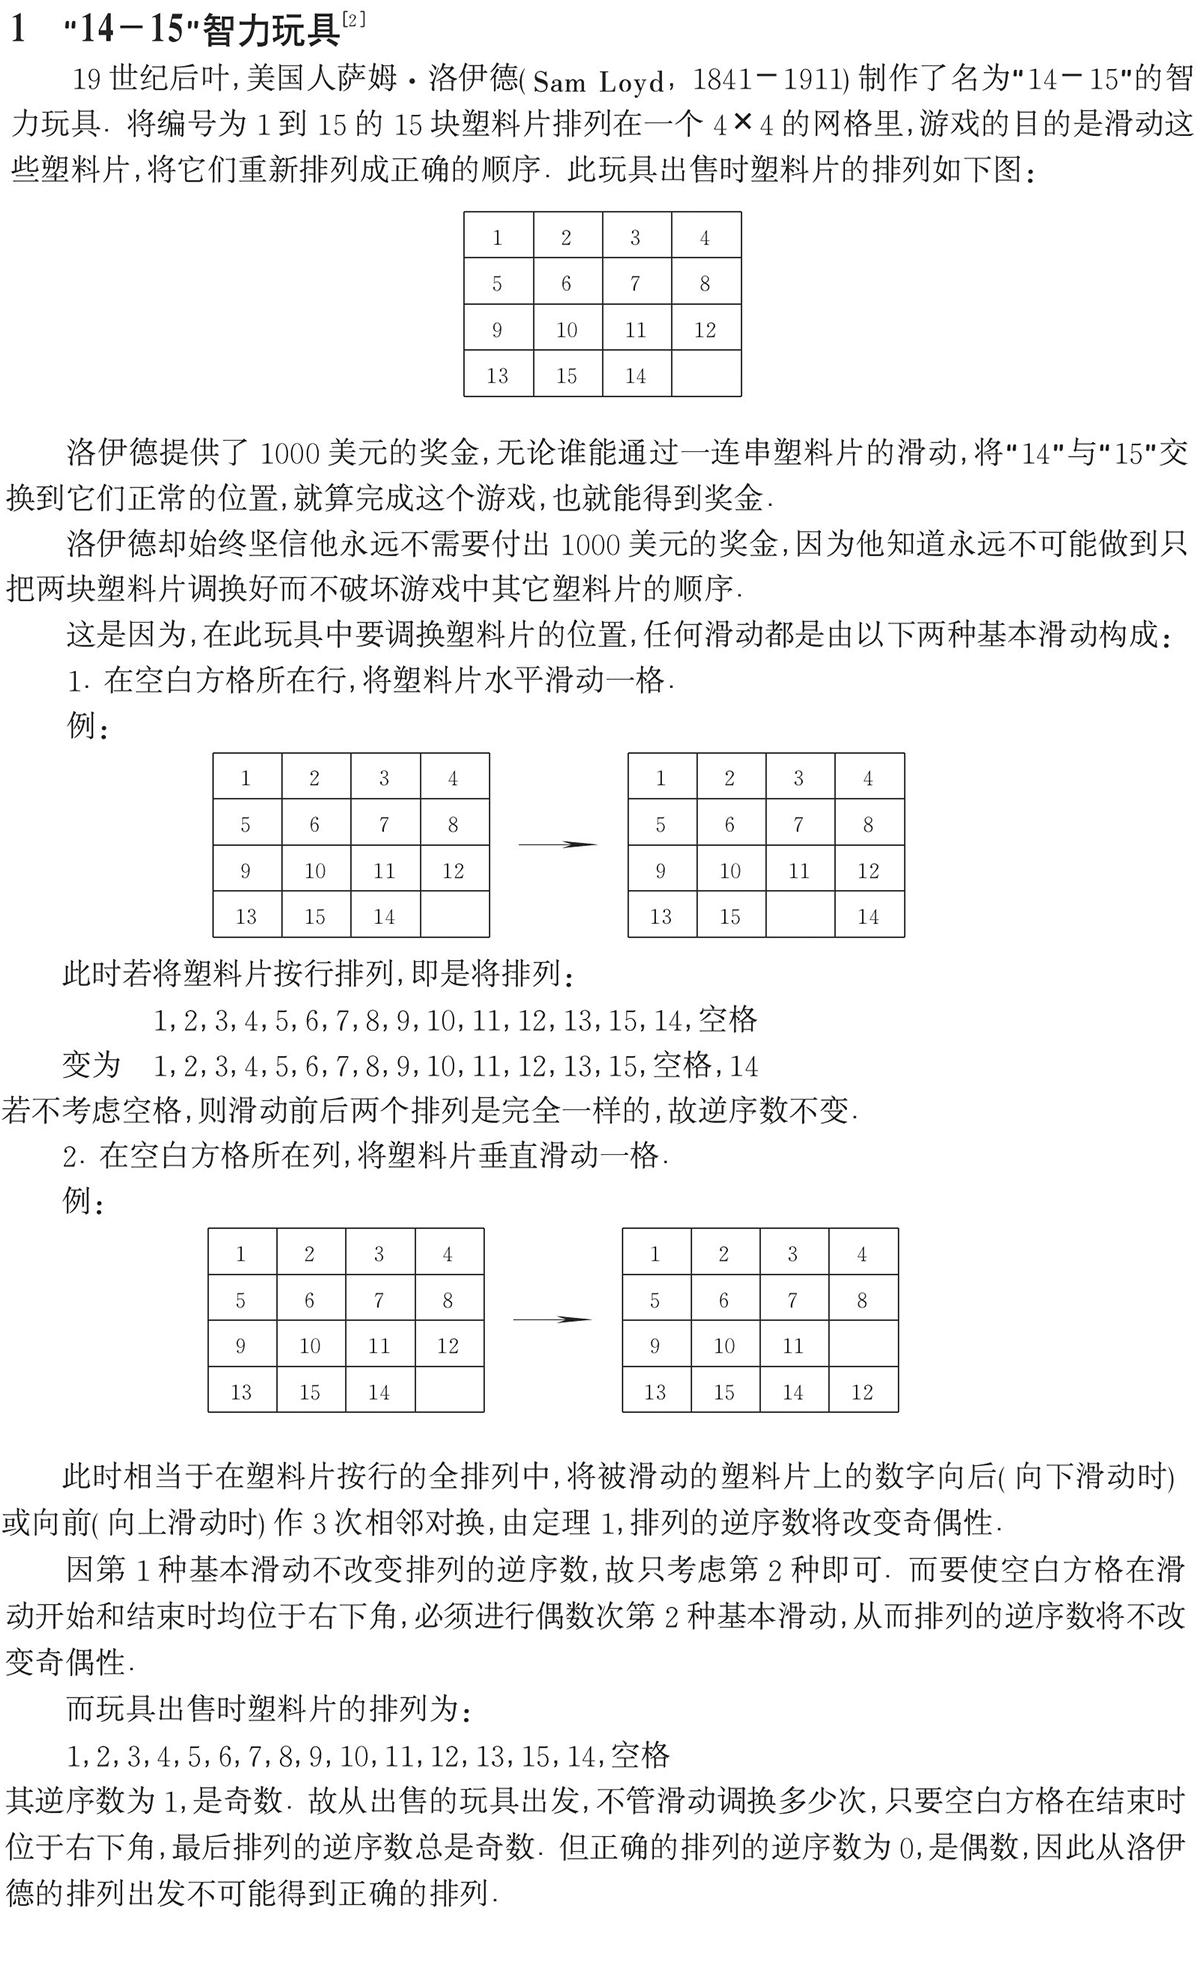 1 "14－15"智力玩具[2]
19世纪后叶,美国人萨姆·洛伊德(Sam Loyd, 1841－1911)制作了名为"14－15"的智
力玩具. 将编号为1到15的15块塑料片排列在一个4×4的网格里,游戏的目的是滑动这
些塑料片,将它们重新排列成正确的顺序. 此玩具出售时塑料片的排列如下图:
1 2 3 4
5 6 7 8
9 10 11 12
13 15 14
洛伊德提供了1000美元的奖金,无论谁能通过一连串塑料片的滑动,将"14"与"15"交
换到它们正常的位置,就算完成这个游戏,也就能得到奖金.
洛伊德却始终坚信他永远不需要付出1000美元的奖金,因为他知道永远不可能做到只
把两块塑料片调换好而不破坏游戏中其它塑料片的顺序.
这是因为,在此玩具中要调换塑料片的位置,任何滑动都是由以下两种基本滑动构成:
1. 在空白方格所在行,将塑料片水平滑动一格.
例:
1 2 3 4 1 2 3 4
5 6 7 8 5 6 7 8
9 10 11 12 9 10 11 12
13 15 14 13 15 14
此时若将塑料片按行排列,即是将排列:
1,2,3,4,5,6,7,8,9,10,11,12,13,15,14,空格
变为 1,2,3,4,5,6,7,8,9,10,11,12,13,15,空格,14
若不考虑空格,则滑动前后两个排列是完全一样的,故逆序数不变.
2. 在空白方格所在列,将塑料片垂直滑动一格.
例:
1 2 3 4 1 2 3 4
5 6 7 8 5 6 7 8
9 10 11 12 9 10 11
13 15 14 13 15 14 12
此时相当于在塑料片按行的全排列中,将被滑动的塑料片上的数字向后(向下滑动时)
或向前(向上滑动时)作3次相邻对换,由定理1,排列的逆序数将改变奇偶性.
因第1种基本滑动不改变排列的逆序数,故只考虑第2种即可. 而要使空白方格在滑
动开始和结束时均位于右下角,必须进行偶数次第2种基本滑动,从而排列的逆序数将不改
变奇偶性.
而玩具出售时塑料片的排列为:
1,2,3,4,5,6,7,8,9,10,11,12,13,15,14,空格
其逆序数为1,是奇数. 故从出售的玩具出发,不管滑动调换多少次,只要空白方格在结束时
位于右下角,最后排列的逆序数总是奇数. 但正确的排列的逆序数为0,是偶数,因此从洛伊
德的排列出发不可能得到正确的排列.